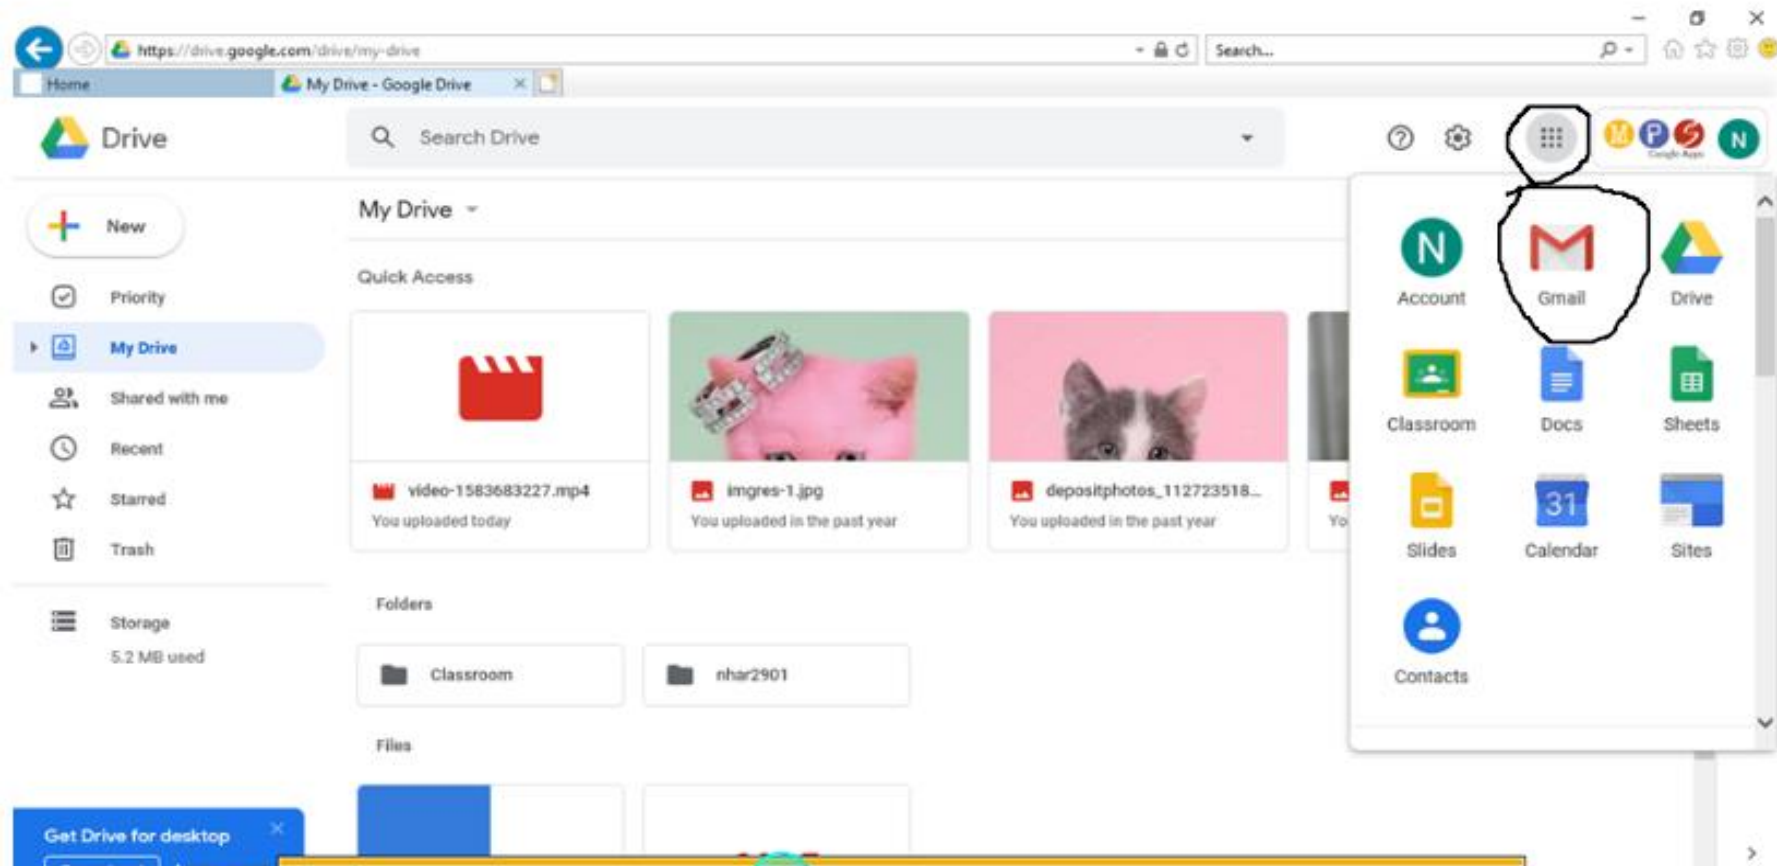 https://drive.google.com/drive/my-drive
Search...
Home
My Drive - Google Drive
Drive
Search Drive
M P S
Google Apps
N
New
My Drive
Priority
Quick Access
N
Account
Gmail
Drive
My Drive
Shared with me
Classroom
Docs
Sheets
Recent
video-1583683227.mp4
imgres-1.jpg
depositphotos_112723518...
Starred
You uploaded today
You uploaded in the past year
You uploaded in the past year
Yo
31
Trash
Slides
Calendar
Sites
Folders
Storage
5.2 MB used
Classroom
nhar2901
Contacts
Files
Get Drive for desktop